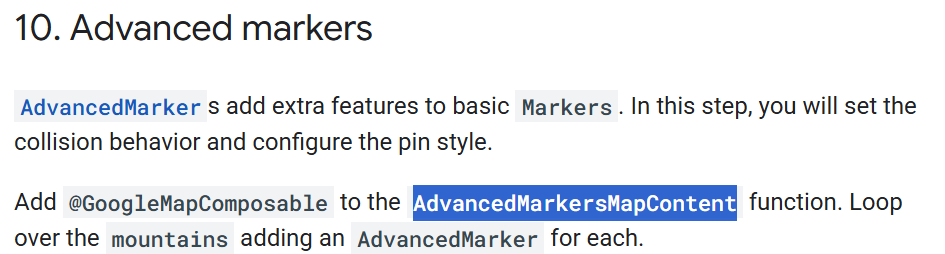 10. Advanced markers
AdvancedMarkers add extra features to basic Markers. In this step, you will set the
collision behavior and configure the pin style.
Add @GoogleMapComposable to the AdvancedMarkersMapContent function. Loop
over the mountains adding an AdvancedMarker for each.